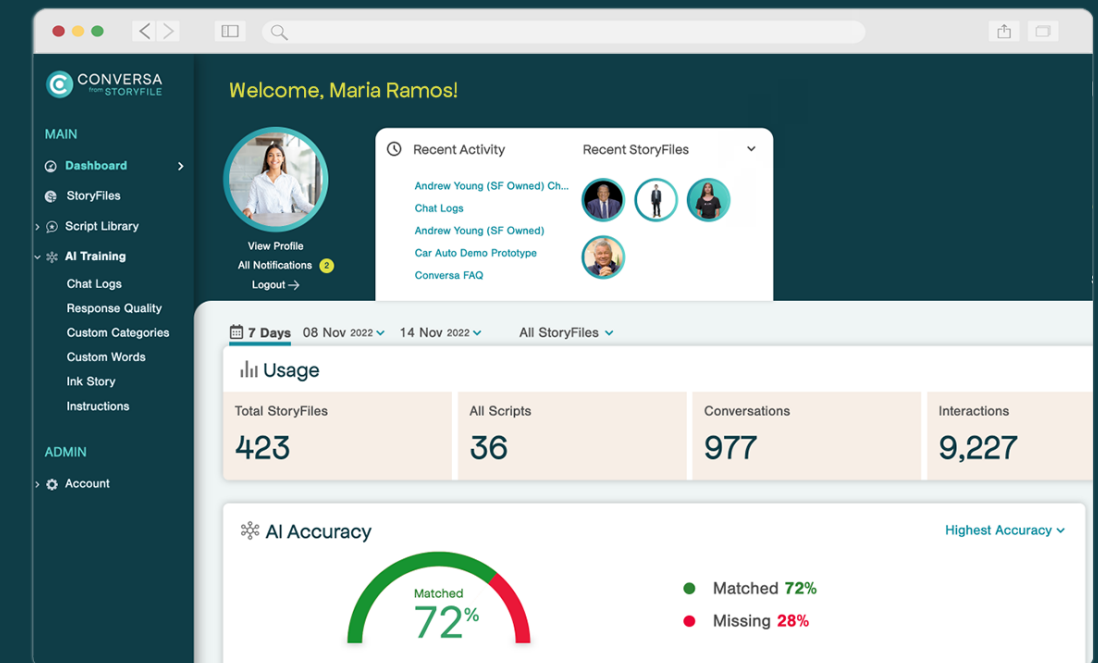 CONVERSA
from STORYFILE
MAIN
Dashboard
StoryFiles
Script Library
AI Training
Chat Logs
Response Quality
Custom Categories
Custom Words
Ink Story
Instructions
ADMIN
Account
Welcome, Maria Ramos!
View Profile
All Notifications 2
Logout
Recent Activity
Andrew Young (SF Owned) Ch...
Chat Logs
Andrew Young (SF Owned)
Car Auto Demo Prototype
Conversa FAQ
Recent StoryFiles
7 Days 08 Nov 2022 14 Nov 2022 All StoryFiles
Usage
Total StoryFiles
423
All Scripts
36
Conversations
977
Interactions
9,227
AI Accuracy
Highest Accuracy
Matched
72%
Matched 72%
Missing 28%